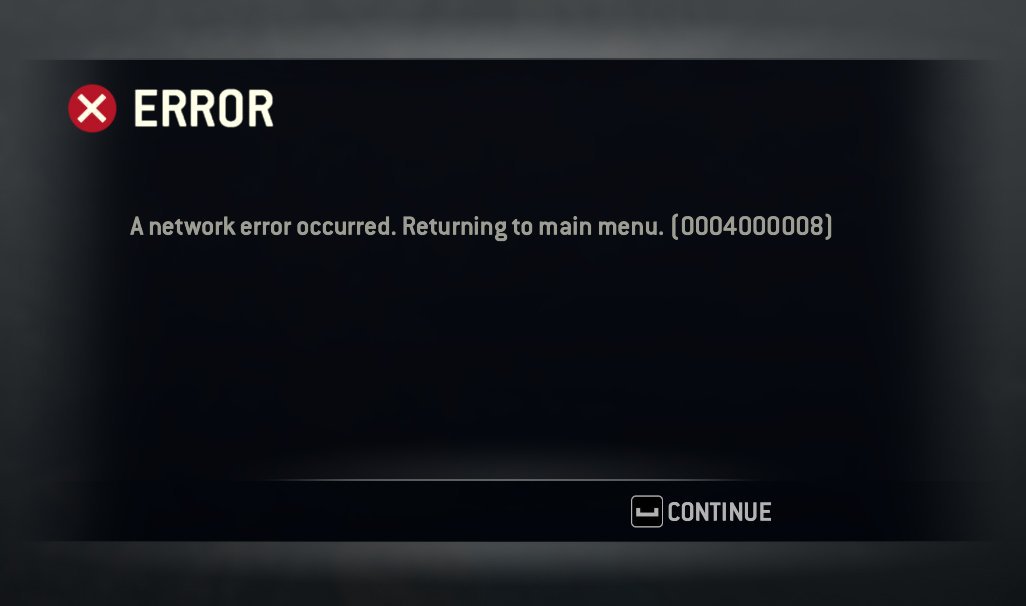 ERROR
A network error occurred. Returning to main menu. (0004000008)
CONTINUE